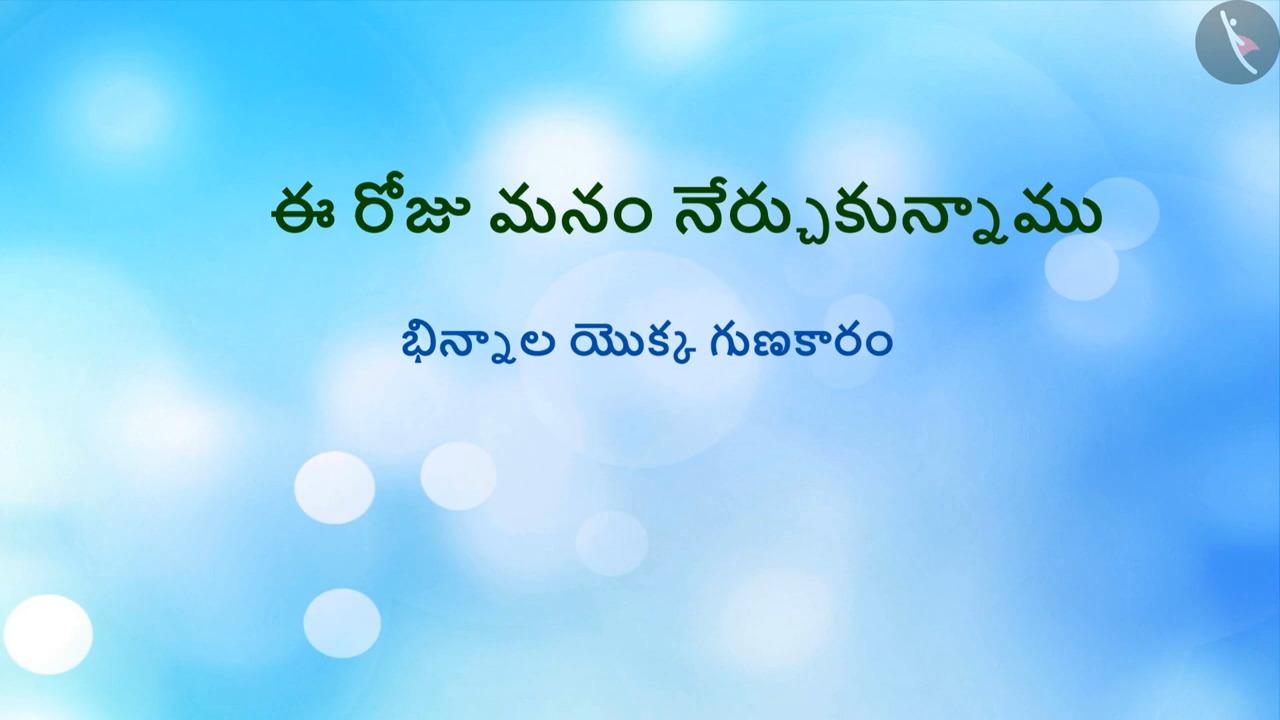 ఈ రోజు మనం నేర్చుకున్నాము
భిన్నాల యొక్క గుణకారం